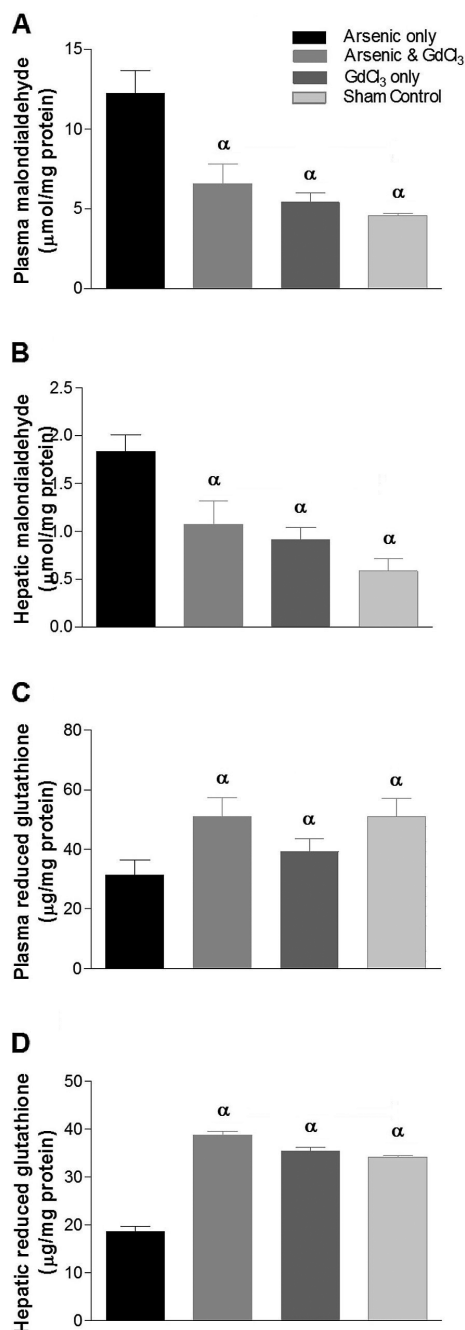 A
Arsenic only
Arsenic & GdCl₃
GdCl₃ only
Sham Control
Plasma malondialdehyde
(μmol/mg protein)
15
10
5
0
α
α
α
B
Hepatic malondialdehyde
(μmol/mg protein)
2.5
2.0
1.5
1.0
0.5
0.0
α
α
α
C
Plasma reduced glutathione
(μg/mg protein)
80
60
40
20
0
α
α
α
D
Hepatic reduced glutathione
(μg/mg protein)
50
40
30
20
10
0
α
α
α